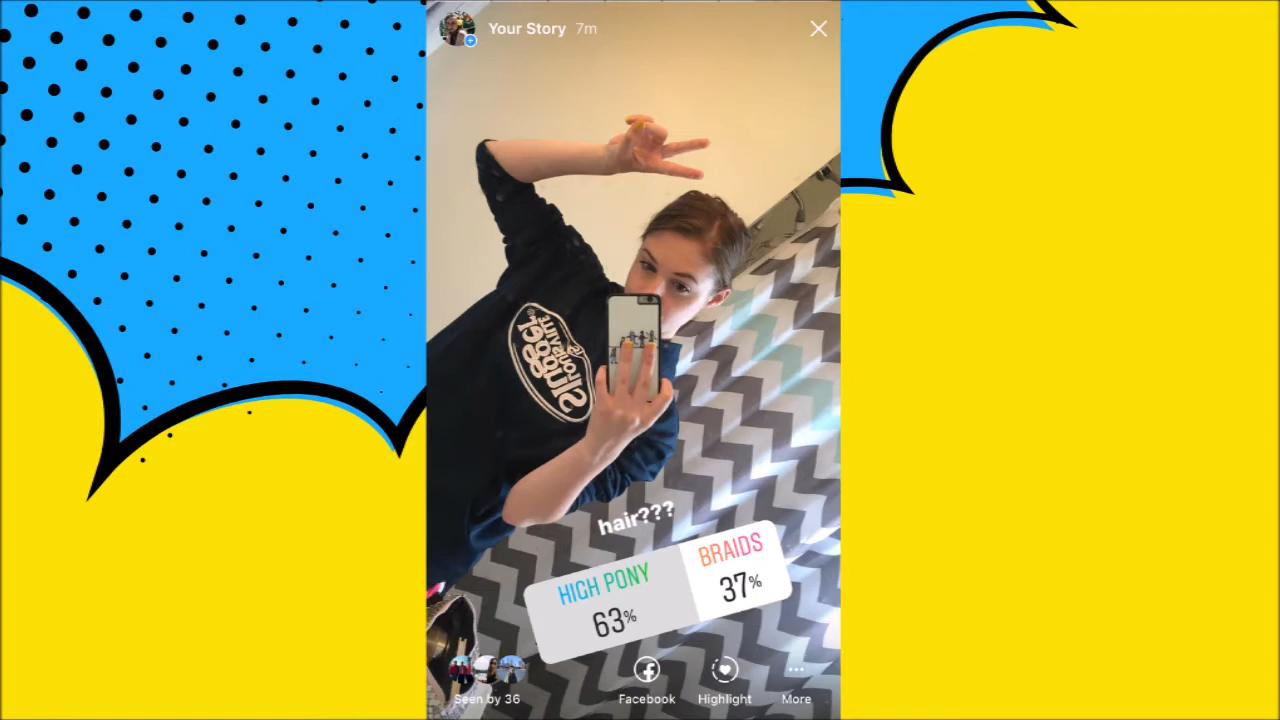 Your Story 7m
hair???
HIGH PONY
63%
BRAIDS
37%
Seen by 36
Facebook
Highlight
More